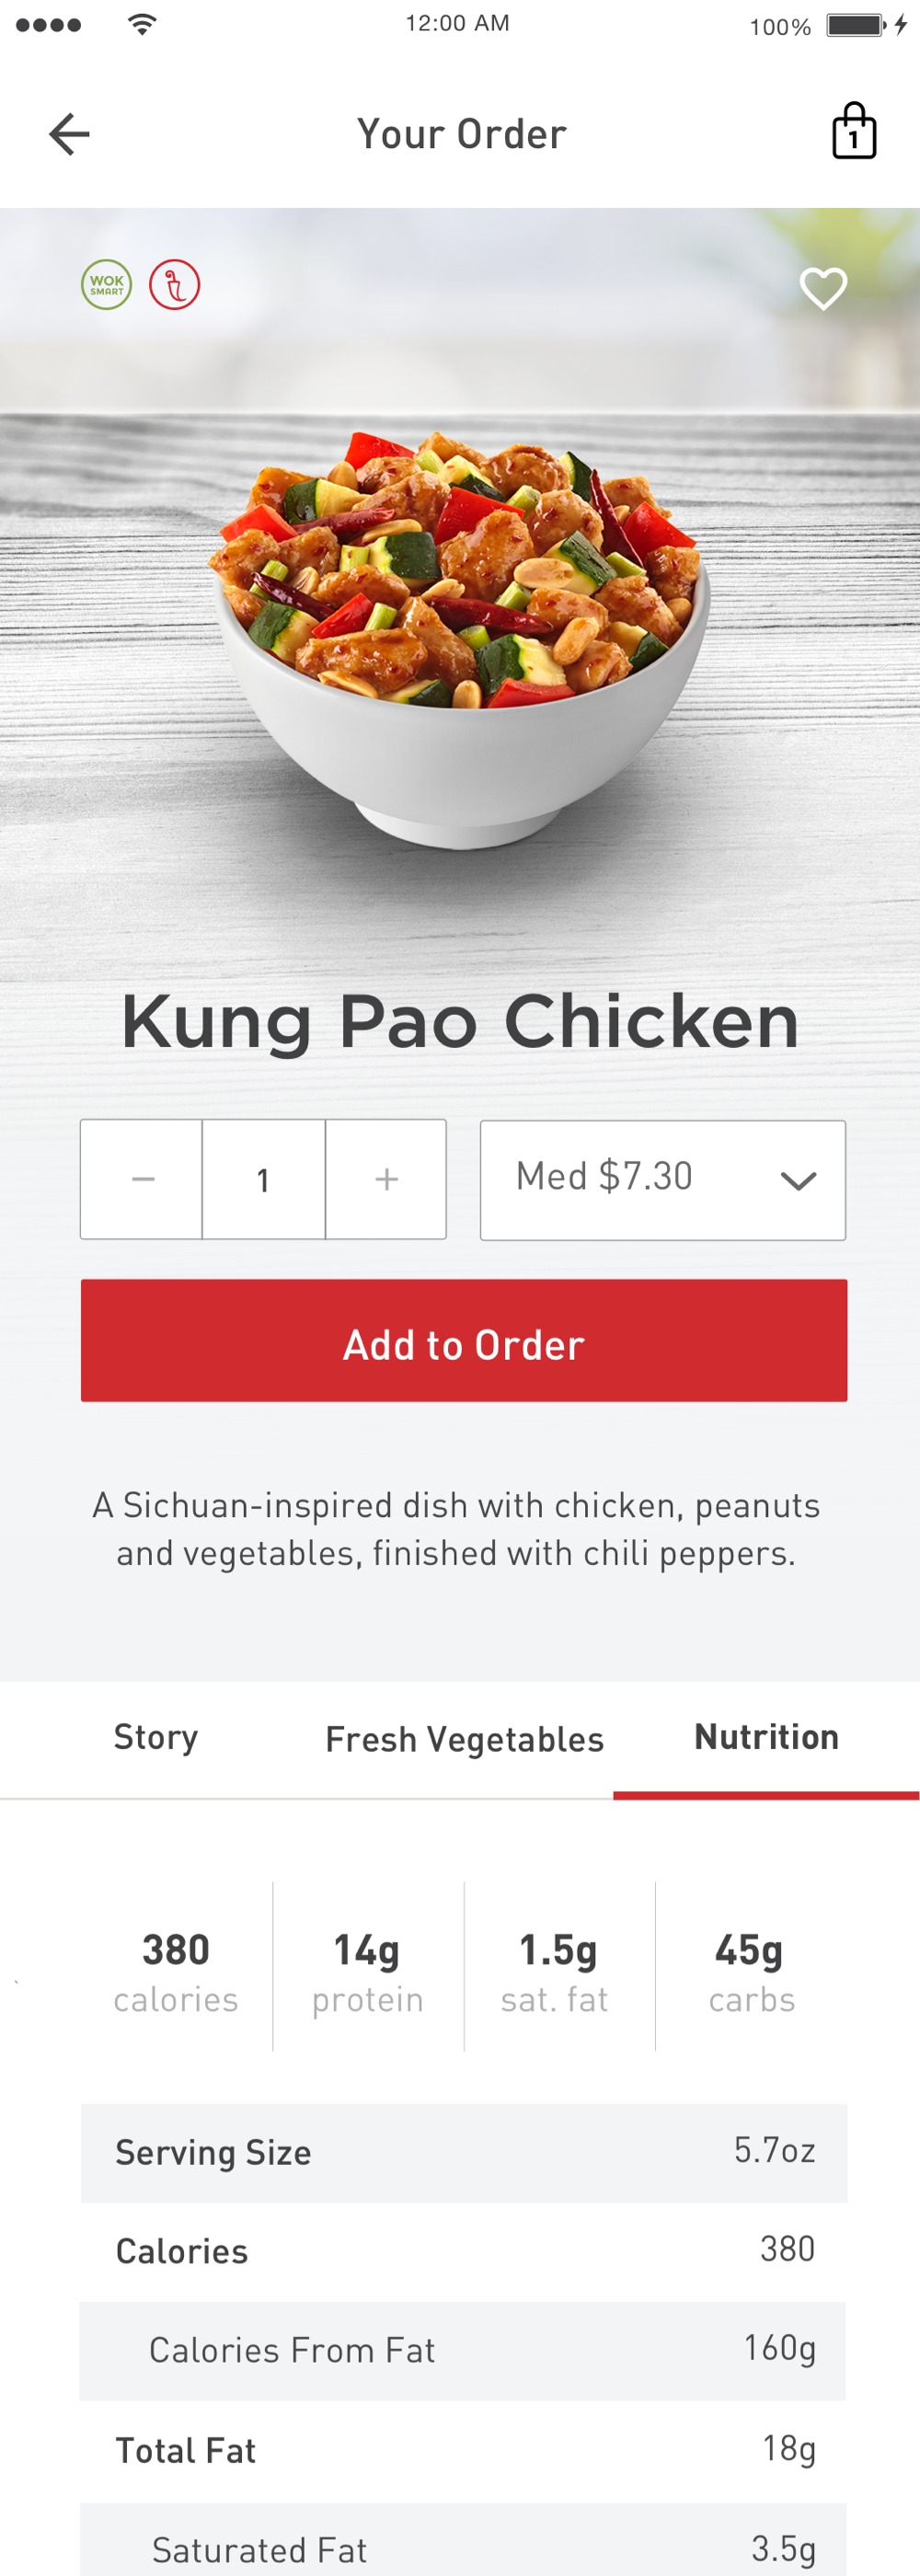 12:00 AM
100%
Your Order
1
WOK
SMART
Kung Pao Chicken
− 1 + Med $7.30
Add to Order
A Sichuan-inspired dish with chicken, peanuts
and vegetables, finished with chili peppers.
Story Fresh Vegetables Nutrition
380 14g 1.5g 45g
calories protein sat. fat carbs
Serving Size 5.7oz
Calories 380
Calories From Fat 160g
Total Fat 18g
Saturated Fat 3.5g